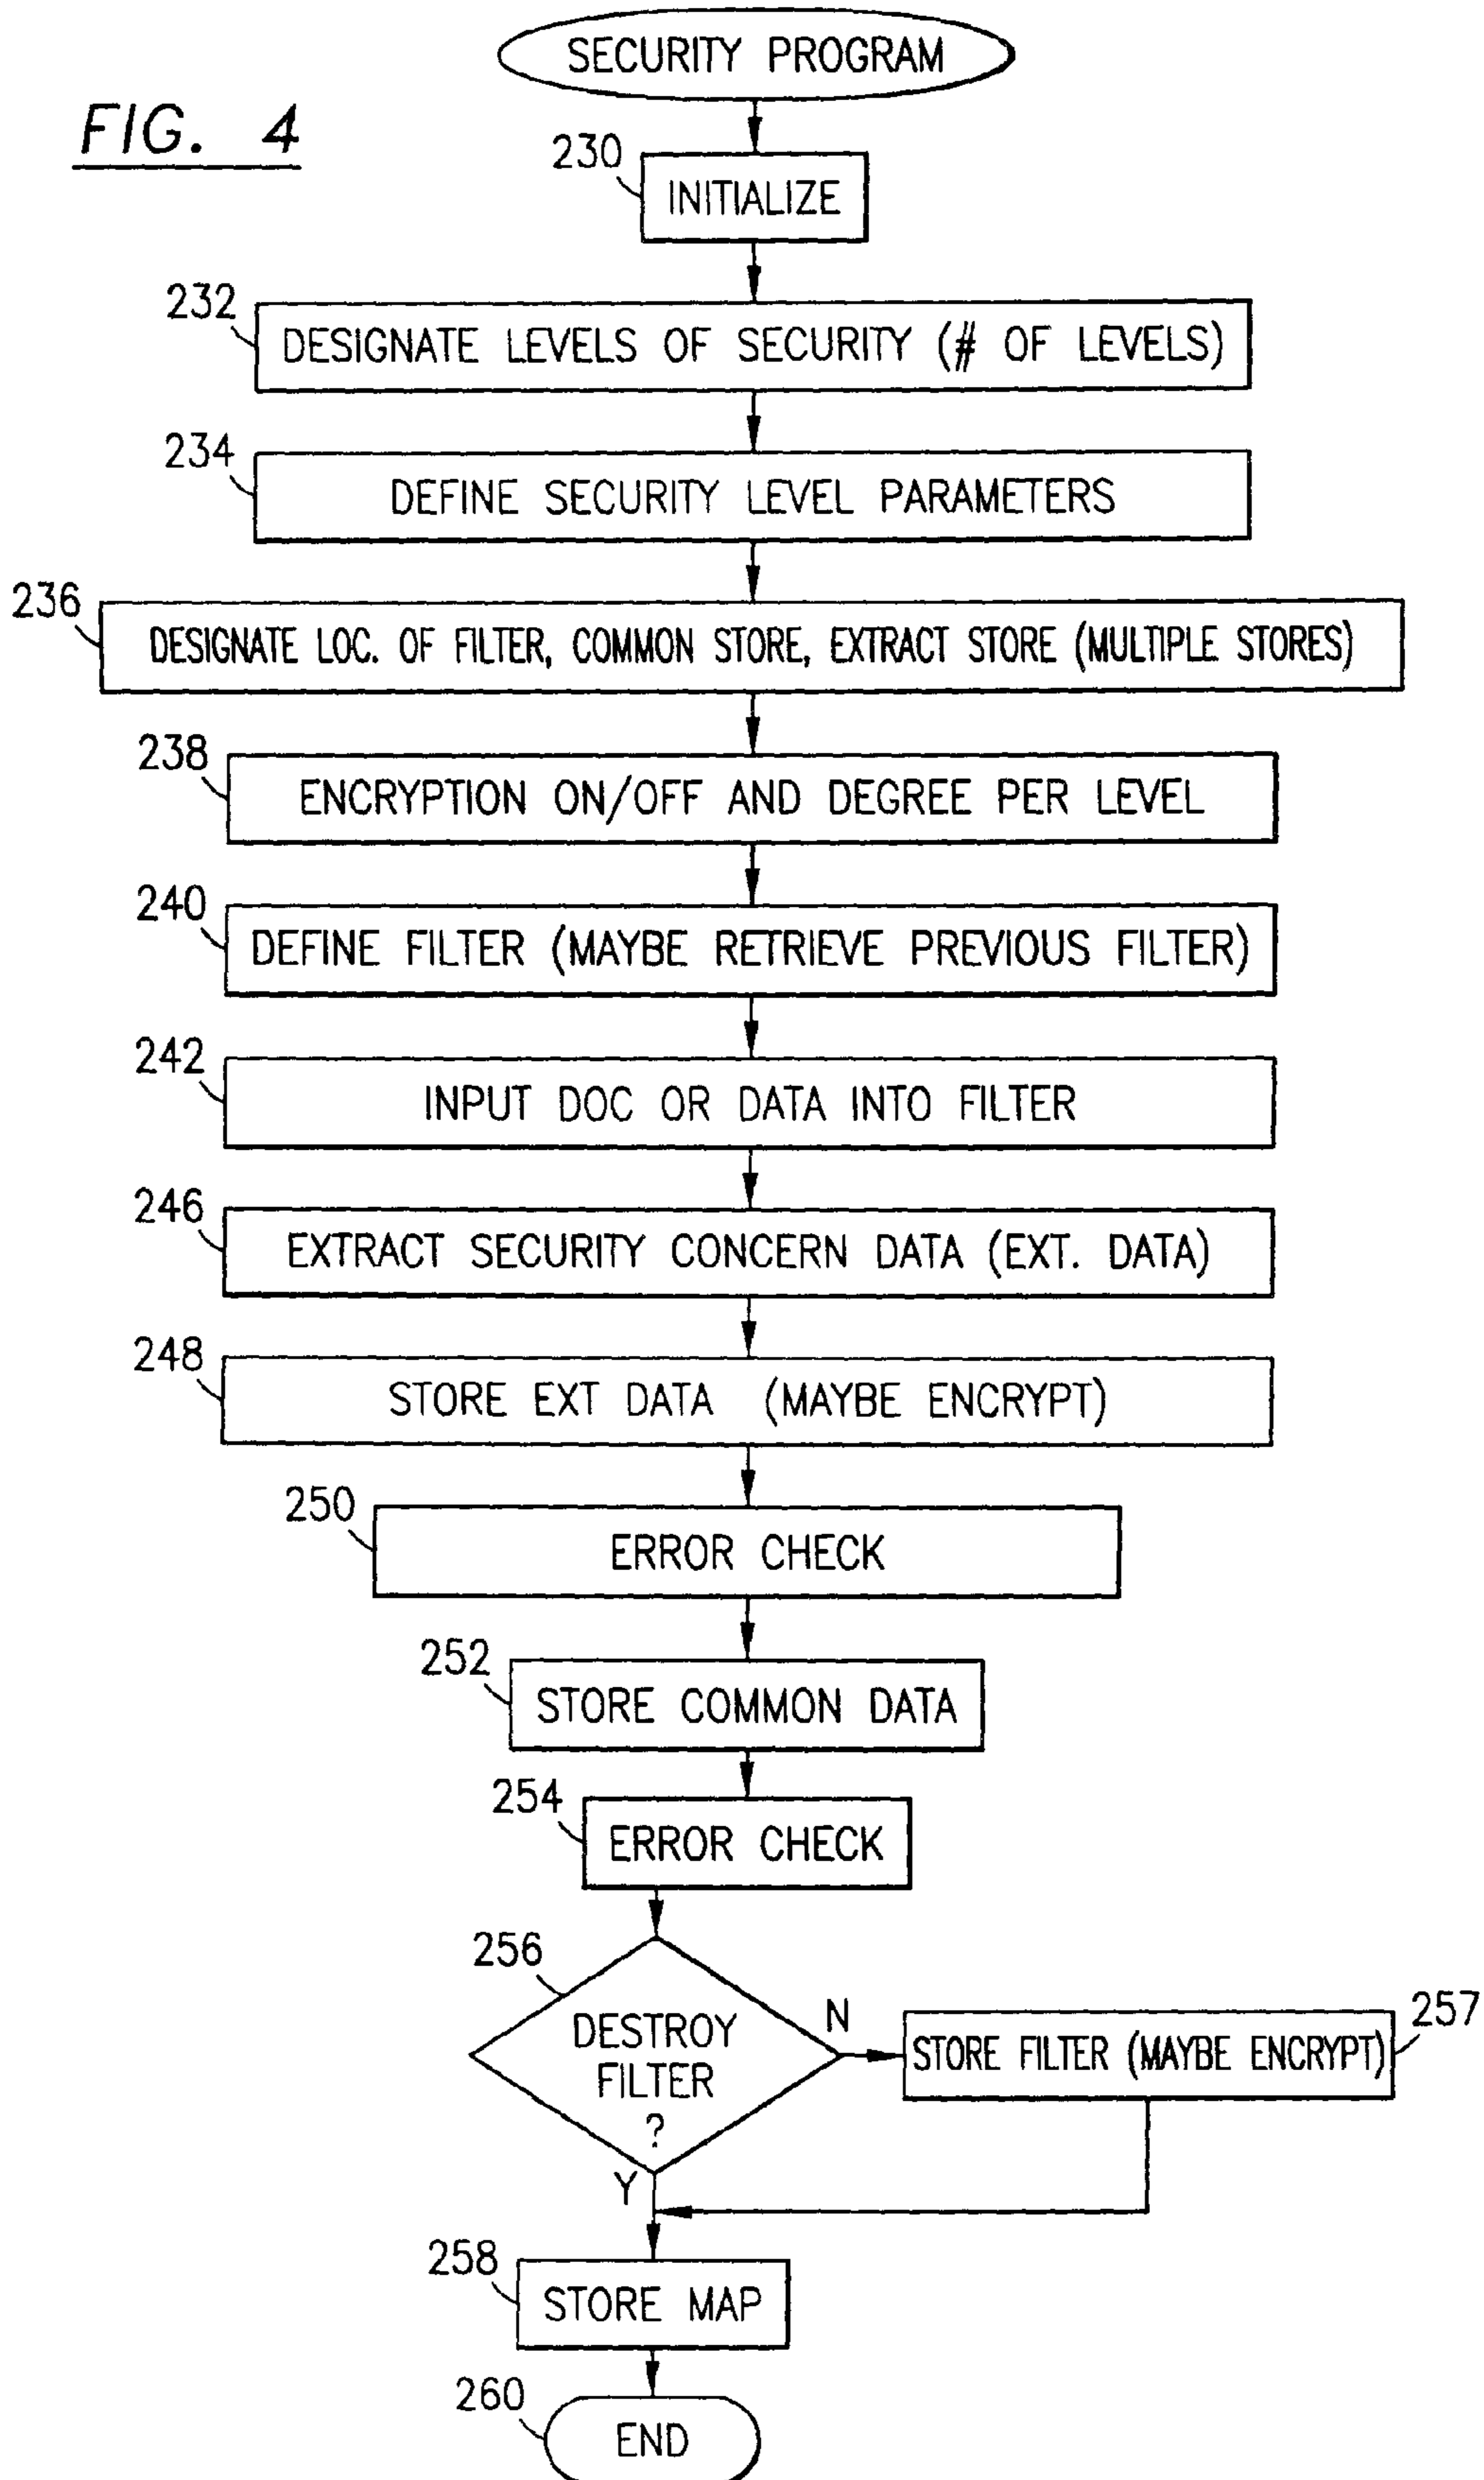 SECURITY PROGRAM
FIG. 4
230
INITIALIZE
232
DESIGNATE LEVELS OF SECURITY (# OF LEVELS)
234
DEFINE SECURITY LEVEL PARAMETERS
236
DESIGNATE LOC. OF FILTER, COMMON STORE, EXTRACT STORE (MULTIPLE STORES)
238
ENCRYPTION ON/OFF AND DEGREE PER LEVEL
240
DEFINE FILTER (MAYBE RETRIEVE PREVIOUS FILTER)
242
INPUT DOC OR DATA INTO FILTER
246
EXTRACT SECURITY CONCERN DATA (EXT. DATA)
248
STORE EXT DATA (MAYBE ENCRYPT)
250
ERROR CHECK
252
STORE COMMON DATA
254
ERROR CHECK
256
DESTROY
FILTER
?
N
257
STORE FILTER (MAYBE ENCRYPT)
Y
258
STORE MAP
260
END